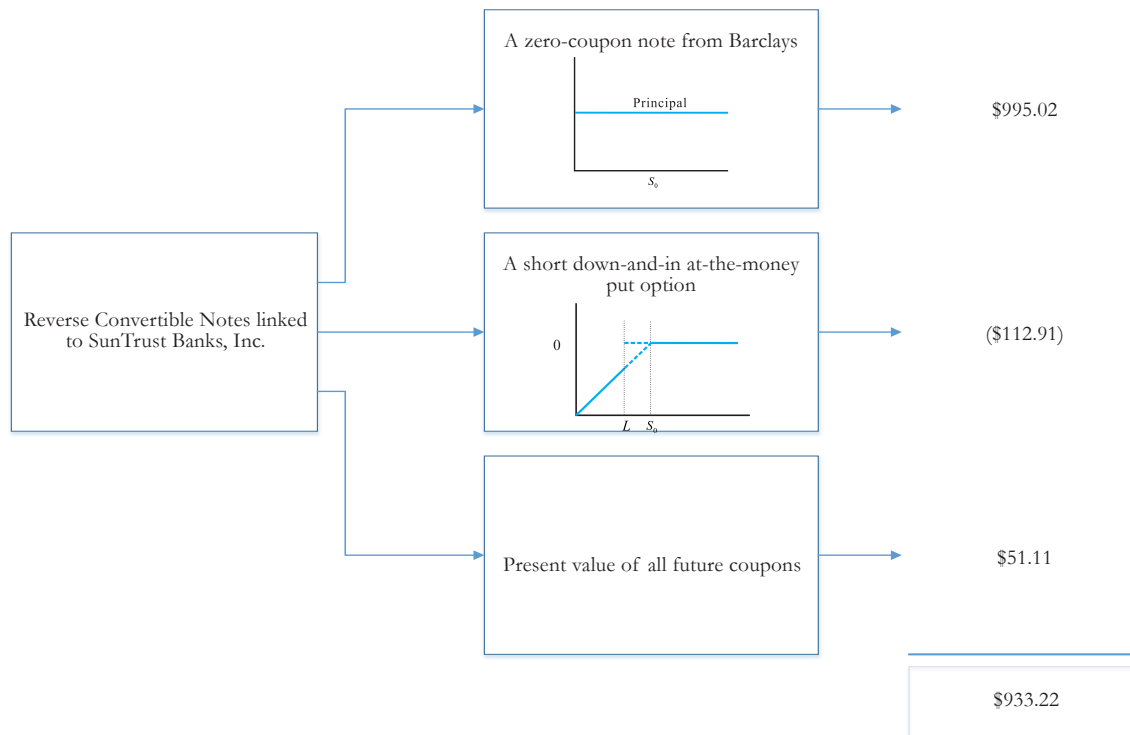 A zero-coupon note from Barclays
Principal
S₀
$995.02
Reverse Convertible Notes linked
to SunTrust Banks, Inc.
A short down-and-in at-the-money
put option
0
L S₀
($112.91)
Present value of all future coupons
$51.11
$933.22